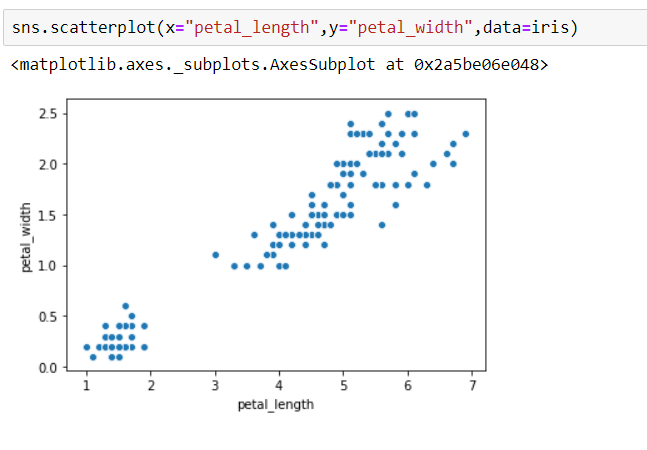 sns.scatterplot(x="petal_length",y="petal_width",data=iris)
<matplotlib.axes._subplots.AxesSubplot at 0x2a5be06e048>
2.5
2.0
1.5
1.0
0.5
0.0
petal_width
1 2 3 4 5 6 7
petal_length